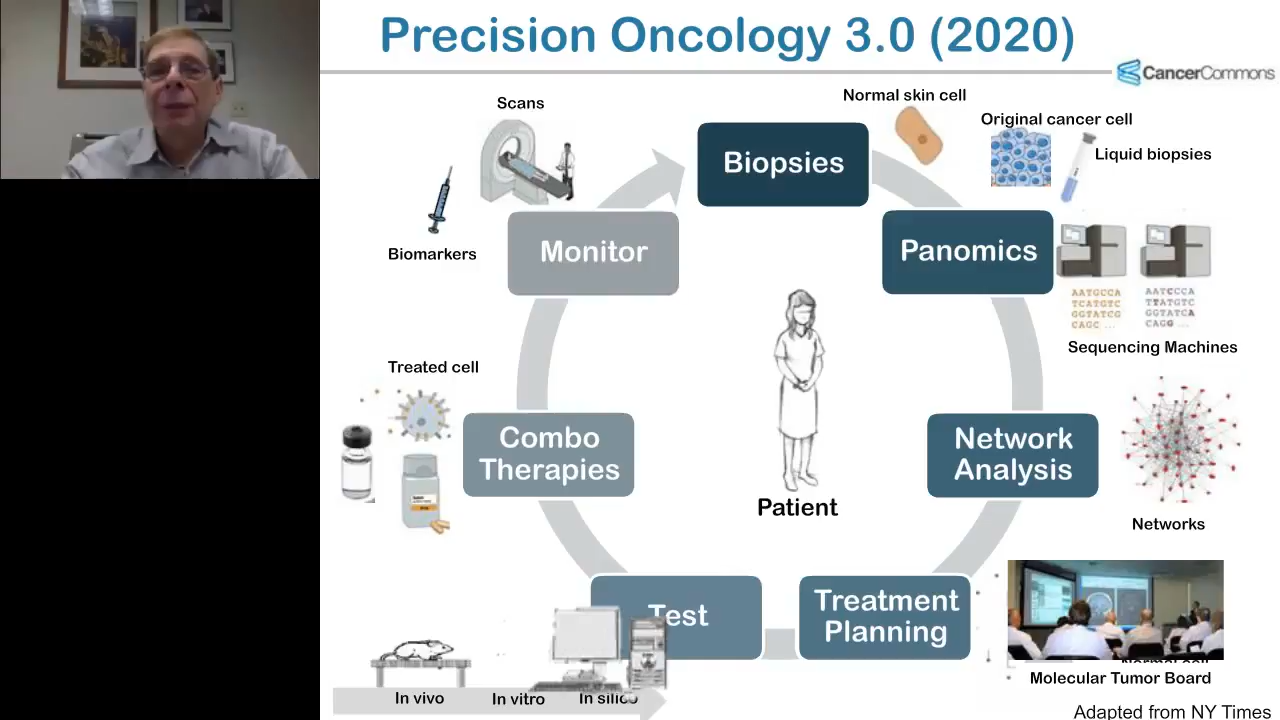 Precision Oncology 3.0 (2020)
CancerCommons
Scans
Biopsies
Normal skin cell
Original cancer cell
Liquid biopsies
Biomarkers
Monitor
Panomics
AATGCCA
TCATGTC
GGTATCG
CAGC ...
AATCCCA
TTATGTC
GGTATCA
CAGG ...
Sequencing Machines
Treated cell
Combo
Therapies
Network
Analysis
Networks
Patient
Test
Treatment
Planning
Normal cell
Molecular Tumor Board
In vivo
In vitro
In silico
Adapted from NY Times